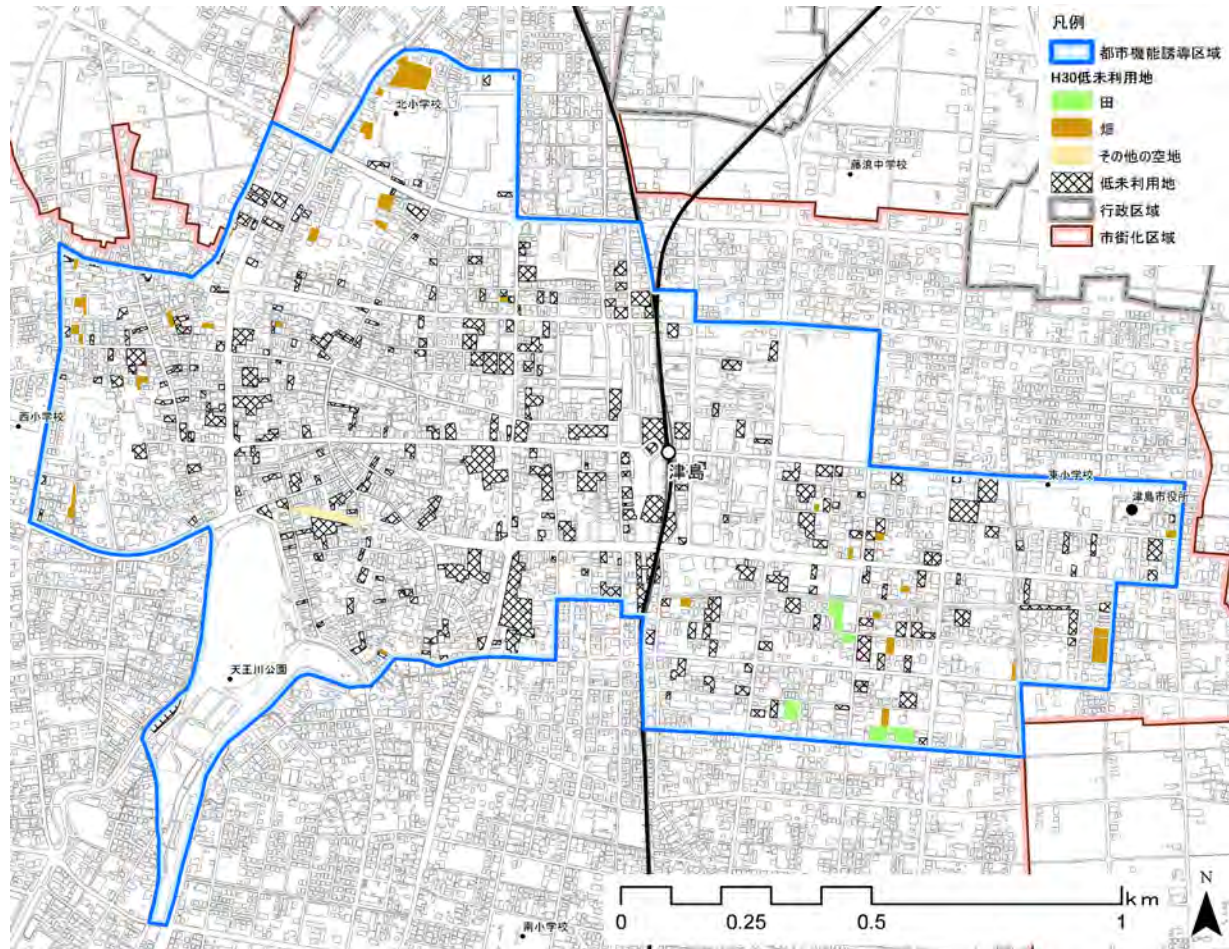 凡例
都市機能誘導区域
H30低未利用地
田
畑
その他の空地
低未利用地
行政区域
市街化区域
北小学校
藤浪中学校
西小学校
津島
東小学校
津島市役所
天王川公園
南小学校
N
km
0
0.25
0.5
1